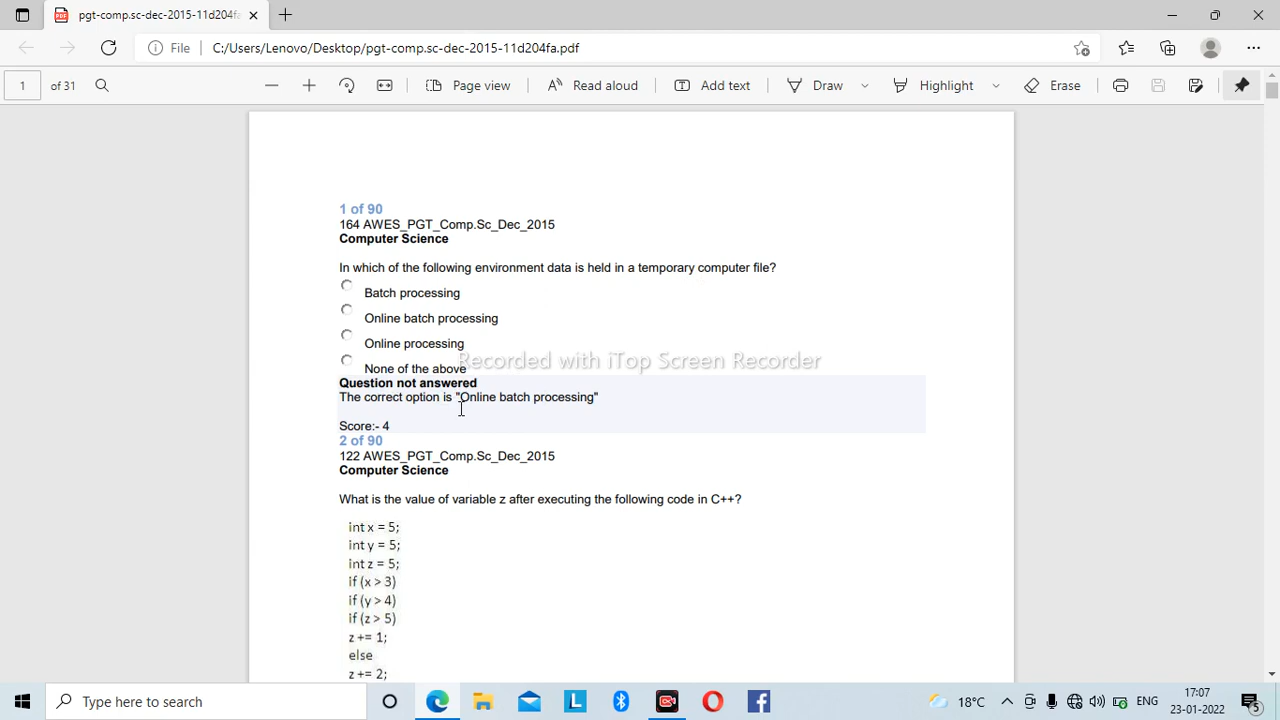 pgt-comp.sc-dec-2015-11d204fa
File C:/Users/Lenovo/Desktop/pgt-comp.sc-dec-2015-11d204fa.pdf
1 of 31 Page view Read aloud Add text Draw Highlight Erase
1 of 90
164 AWES_PGT_Comp.Sc_Dec_2015
Computer Science
In which of the following environment data is held in a temporary computer file?
Batch processing
Online batch processing
Online processing
Recorded with iTop Screen Recorder
None of the above
Question not answered
The correct option is "Online batch processing"
Score:- 4
2 of 90
122 AWES_PGT_Comp.Sc_Dec_2015
Computer Science
What is the value of variable z after executing the following code in C++?
int x = 5;
int y = 5;
int z = 5;
if (x > 3)
if (y > 4)
if (z > 5)
z += 1;
else
z += 2;
Type here to search
18°C
ENG
17:07
23-01-2022
5